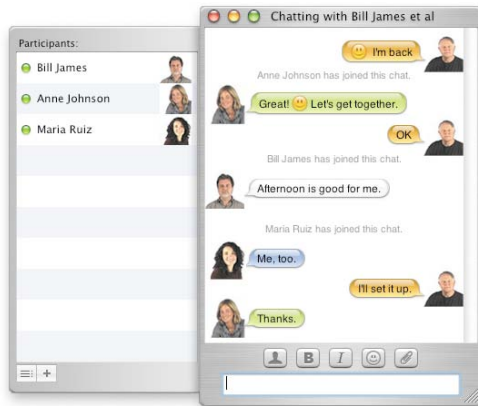 Participants:
Bill James
Anne Johnson
Maria Ruiz
Chatting with Bill James et al
I'm back
Anne Johnson has joined this chat.
Great! Let's get together.
OK
Bill James has joined this chat.
Afternoon is good for me.
Maria Ruiz has joined this chat.
Me, too.
I'll set it up.
Thanks.
B
I